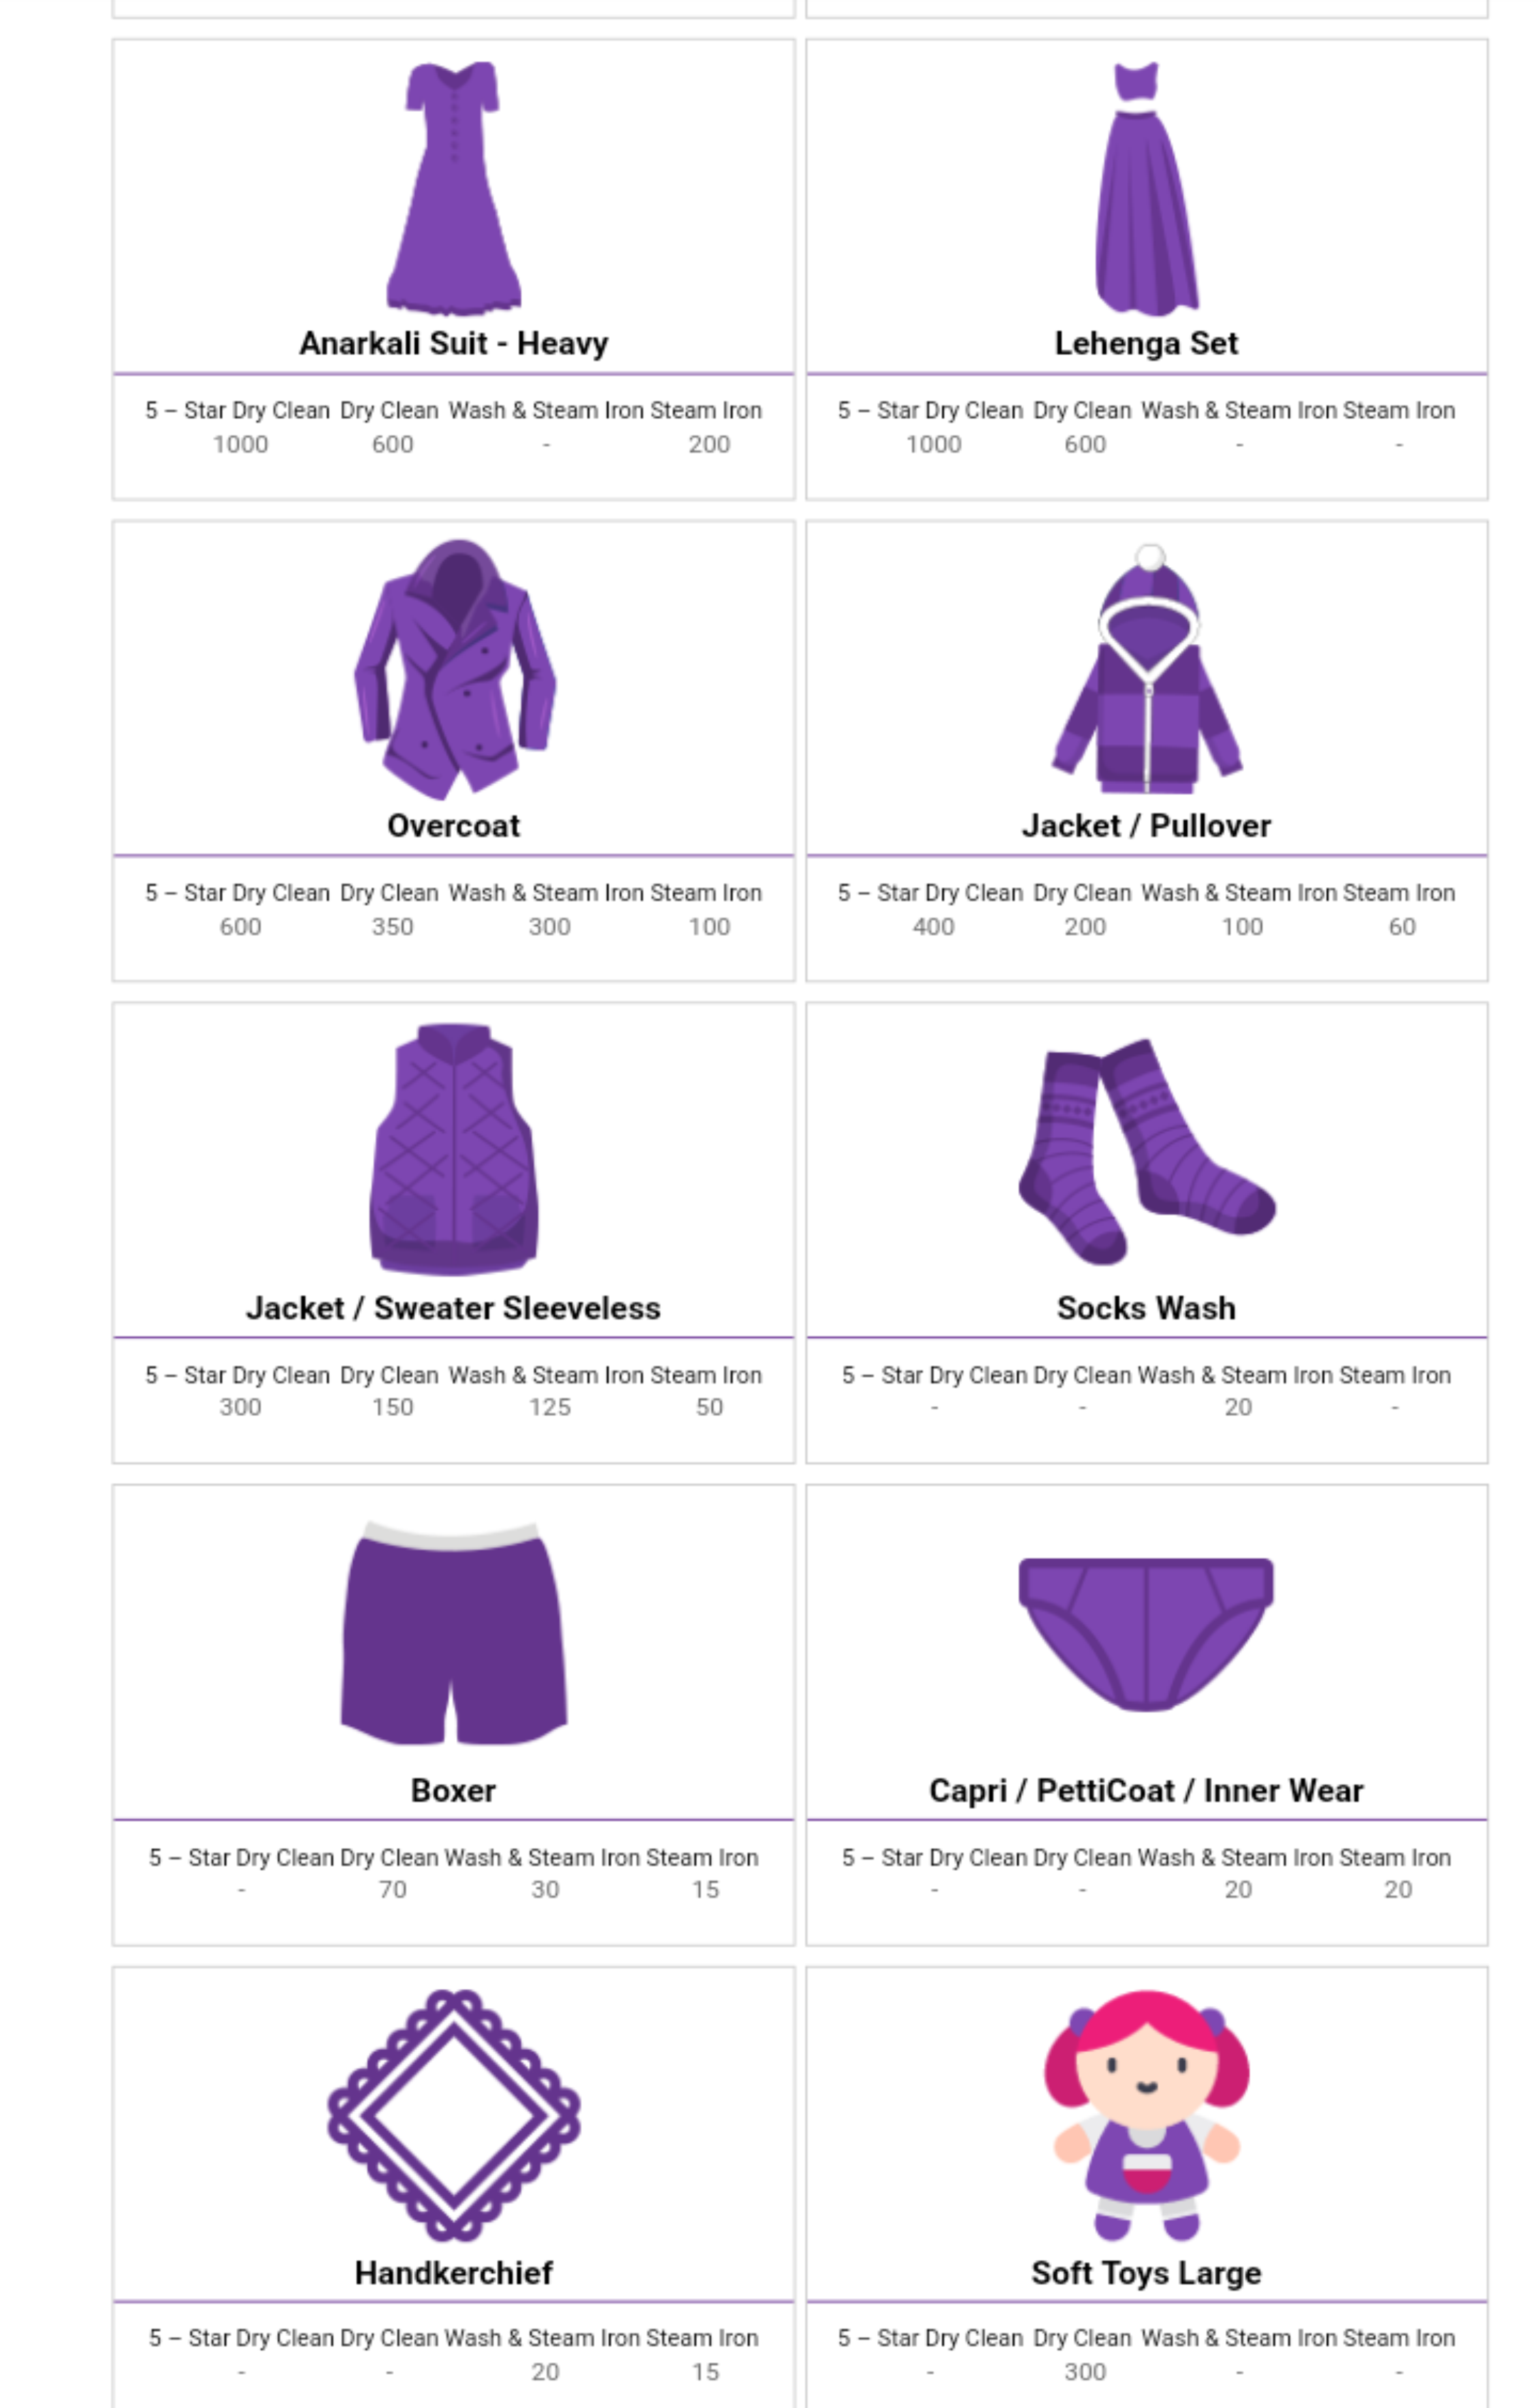 Anarkali Suit - Heavy
5 – Star Dry Clean Dry Clean Wash & Steam Iron Steam Iron
1000 600 - 200
Lehenga Set
5 – Star Dry Clean Dry Clean Wash & Steam Iron Steam Iron
1000 600 - -
Overcoat
5 – Star Dry Clean Dry Clean Wash & Steam Iron Steam Iron
600 350 300 100
Jacket / Pullover
5 – Star Dry Clean Dry Clean Wash & Steam Iron Steam Iron
400 200 100 60
Jacket / Sweater Sleeveless
5 – Star Dry Clean Dry Clean Wash & Steam Iron Steam Iron
300 150 125 50
Socks Wash
5 – Star Dry Clean Dry Clean Wash & Steam Iron Steam Iron
- - 20 -
Boxer
5 – Star Dry Clean Dry Clean Wash & Steam Iron Steam Iron
- 70 30 15
Capri / PettiCoat / Inner Wear
5 – Star Dry Clean Dry Clean Wash & Steam Iron Steam Iron
- - 20 20
Handkerchief
5 – Star Dry Clean Dry Clean Wash & Steam Iron Steam Iron
- - 20 15
Soft Toys Large
5 – Star Dry Clean Dry Clean Wash & Steam Iron Steam Iron
- 300 - -